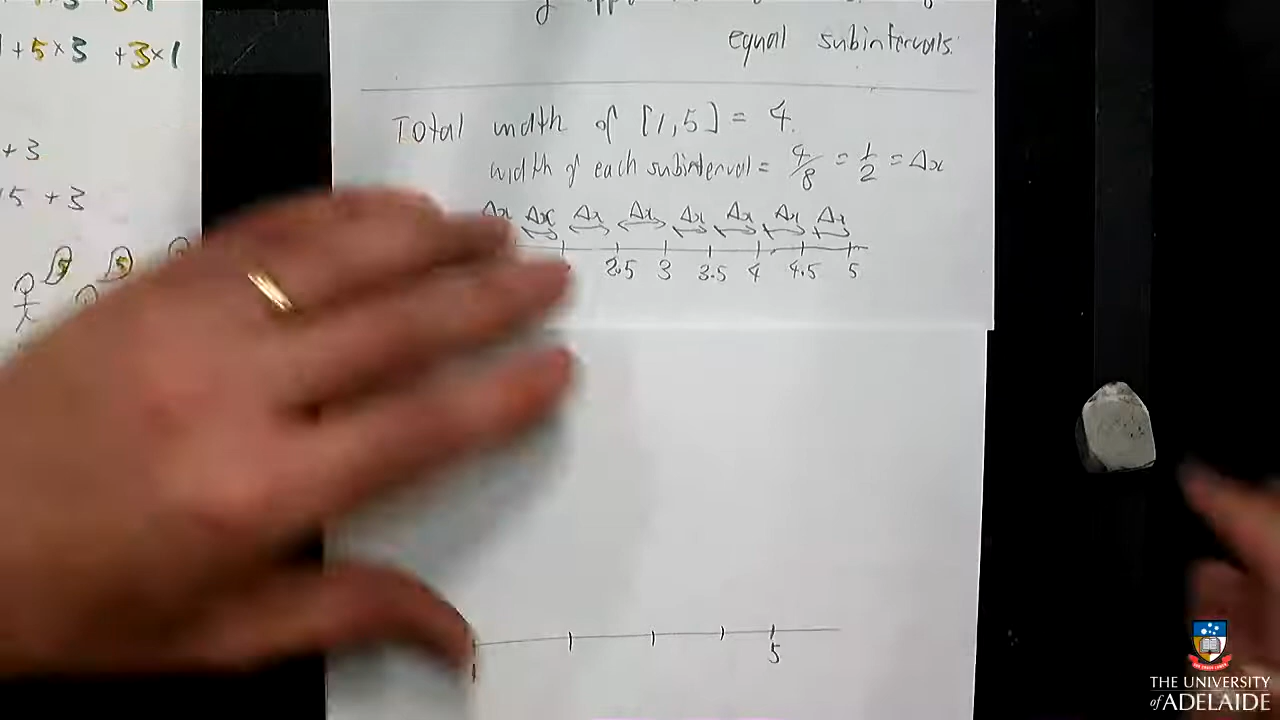 +5×3 +3×1
equal subintervals.
Total width of [1,5] = 4.
width of each subinterval = 4/8 = 1/2 = Δx
+ 3
15 + 3
Δx Δx Δx Δx Δx Δx Δx Δx
2.5 3 3.5 4 4.5 5
1 5
THE UNIVERSITY
of ADELAIDE